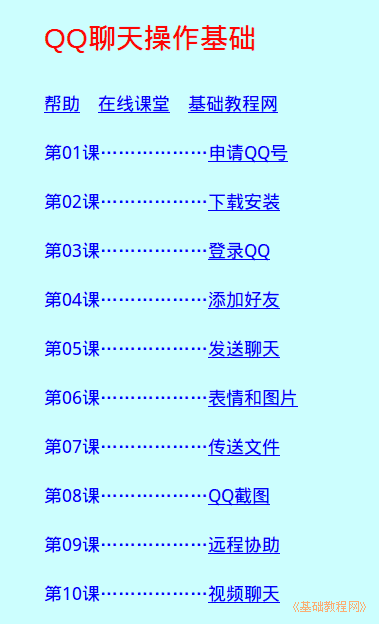 QQ聊天操作基础
帮助 在线课堂 基础教程网
第01课………………申请QQ号
第02课………………下载安装
第03课………………登录QQ
第04课………………添加好友
第05课………………发送聊天
第06课………………表情和图片
第07课………………传送文件
第08课………………QQ截图
第09课………………远程协助
第10课………………视频聊天
《基础教程网》